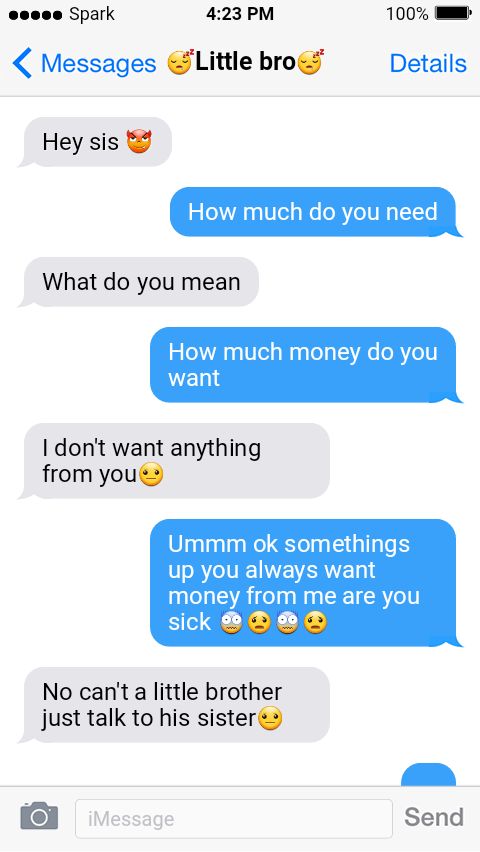 Spark 4:23 PM 100%
Messages 😴Little bro😴 Details
Hey sis 😈
How much do you need
What do you mean
How much money do you
want
I don't want anything
from you😐
Ummm ok somethings
up you always want
money from me are you
sick 😨😟😨😟
No can't a little brother
just talk to his sister😐
iMessage Send